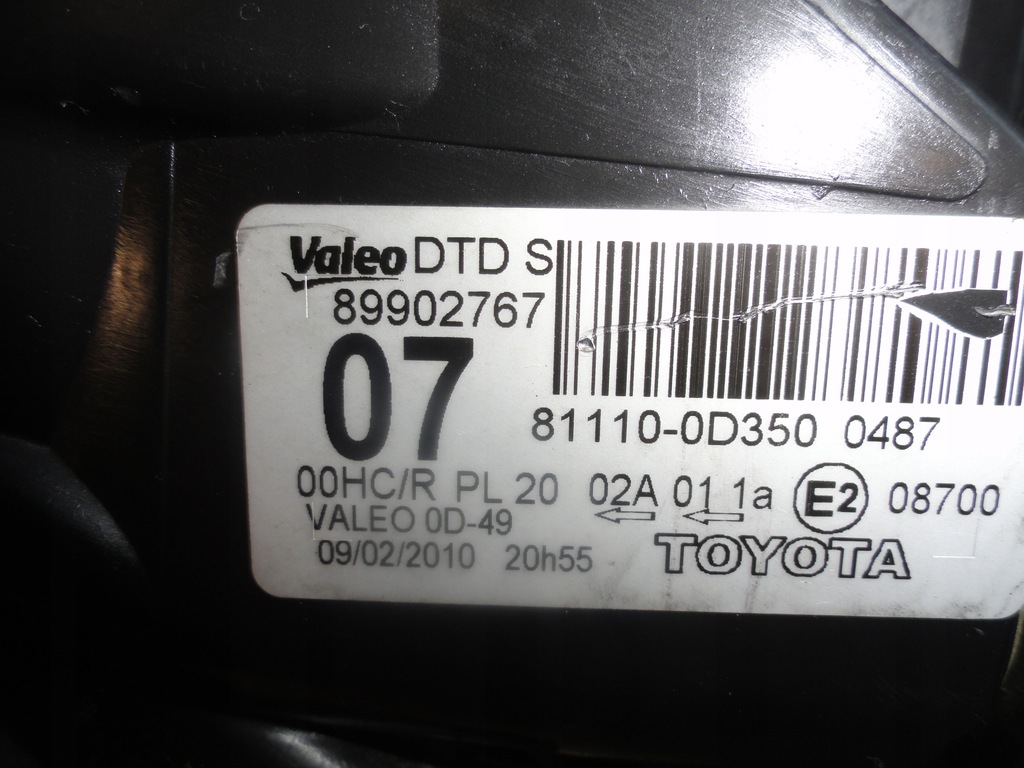 Valeo DTD S
89902767
07
81110-0D350 0487
00HC/R PL 20 02A 01 1a E2 08700
VALEO 0D-49
09/02/2010 20h55 TOYOTA